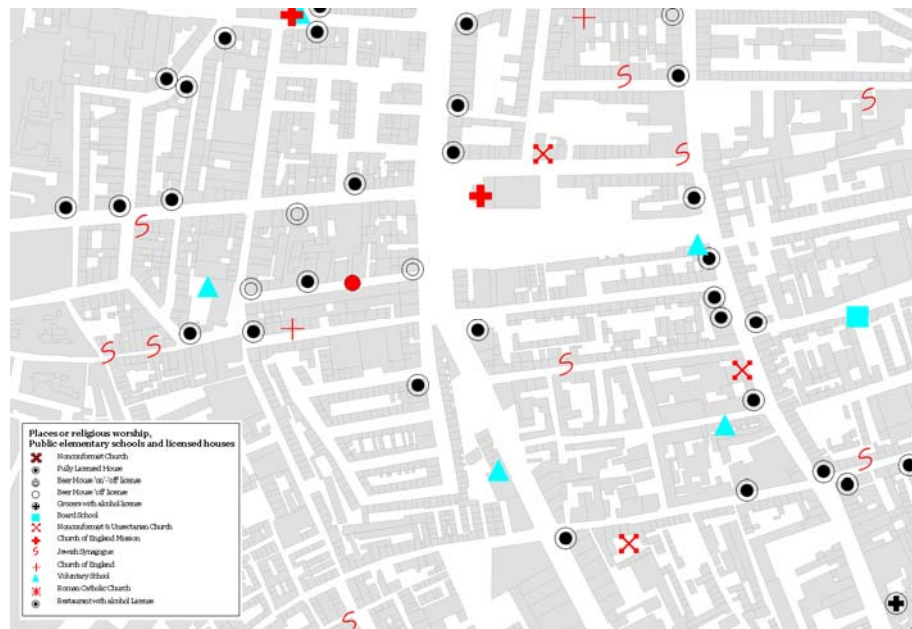 Places or religious worship,
Public elementary schools and licensed houses
Nonconformist Church
Fully Licensed House
Beer House 'on'-'off' license
Beer House 'off' license
Grocers with alcohol license
Board School
Nonconformist & Unsectarian Church
Church of England Mission
Jewish Synagogue
Church of England
Voluntary School
Roman Catholic Church
Restaurant with alcohol License